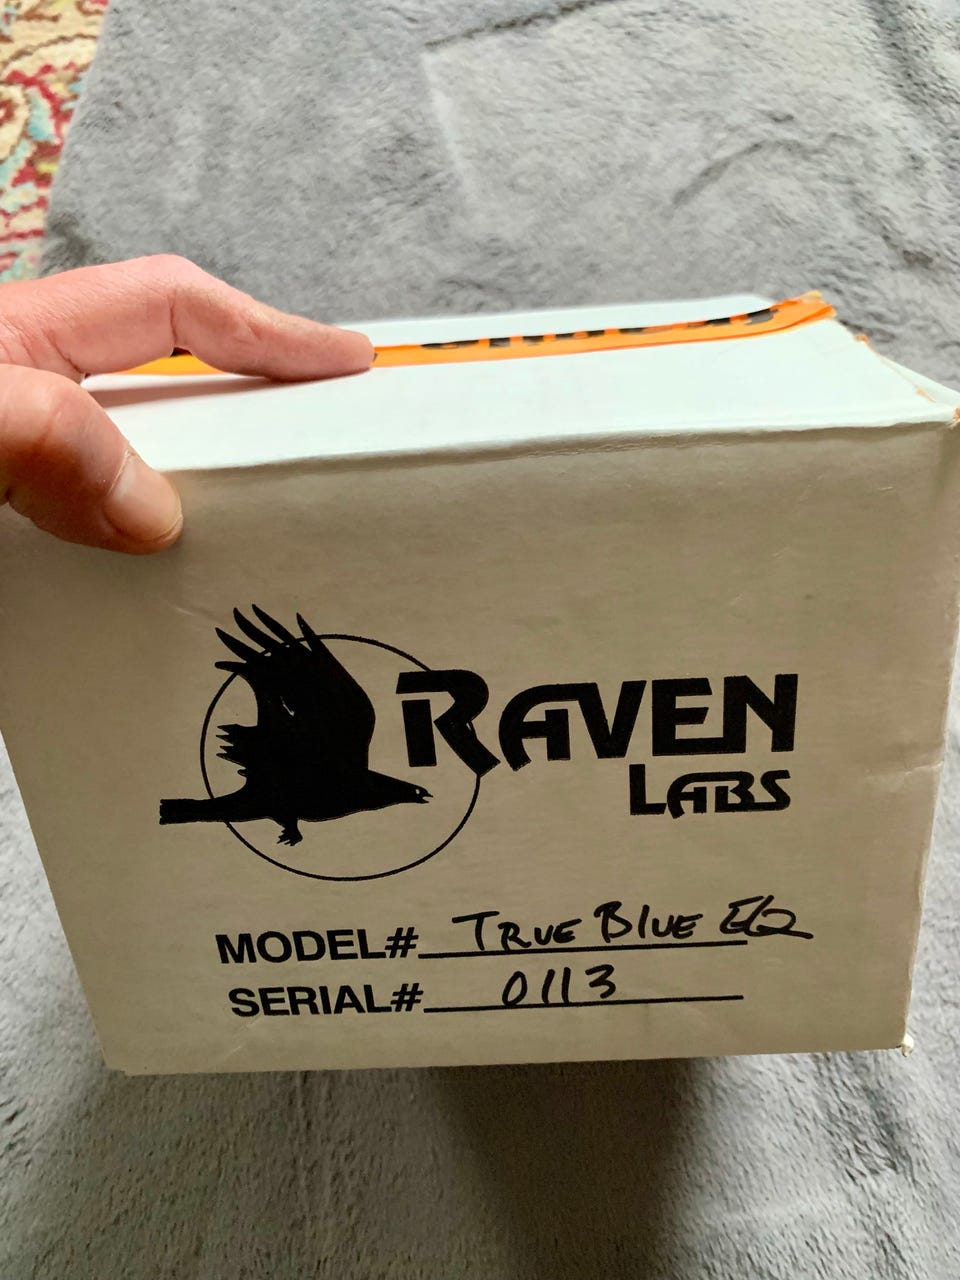 RAVEN
LABS
MODEL# TRUE BLUE EQ
SERIAL# 0113